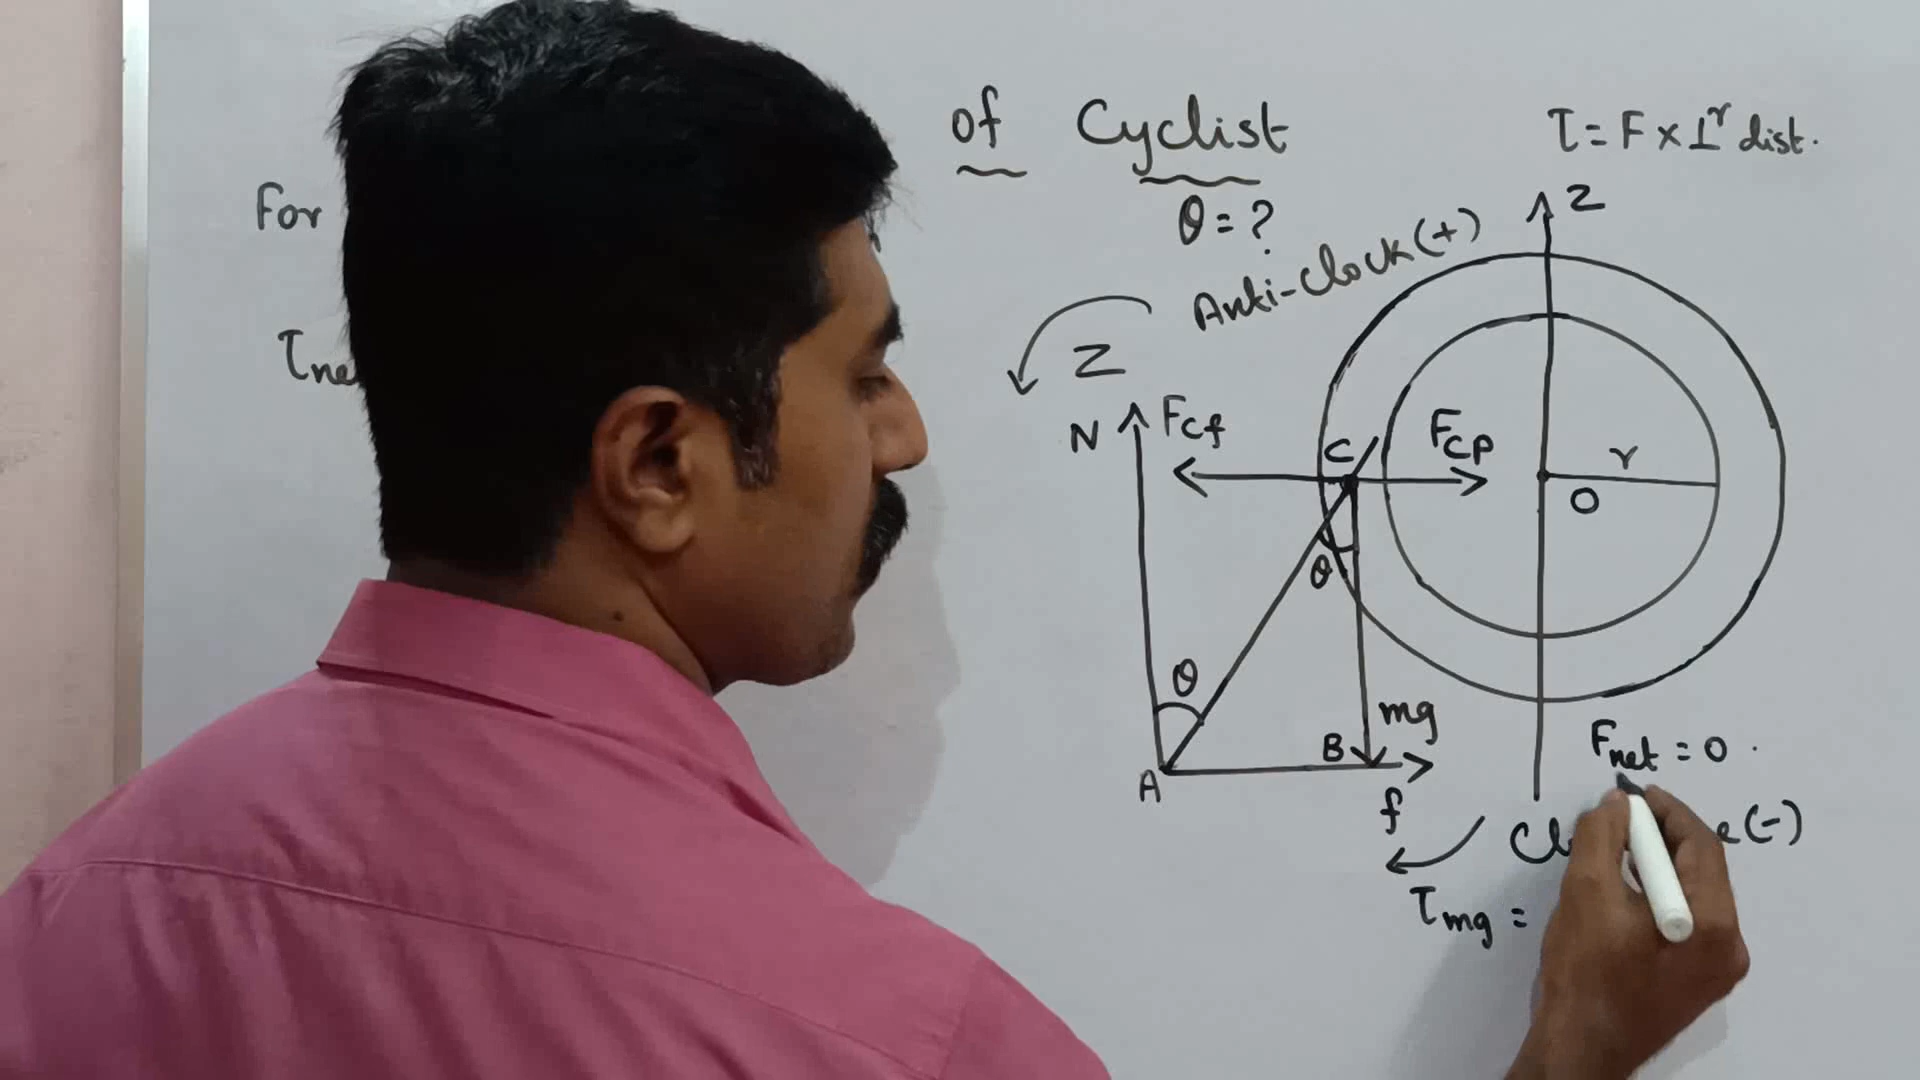 of Cyclist
θ = ?
τ = F × ⊥ʳ dist.
For
τne
Anti-clock (+)
Z
Z
N
Fcf
C
Fcp
r
O
θ
θ
mg
B
A
f
Fnet = 0
(-)
τmg =